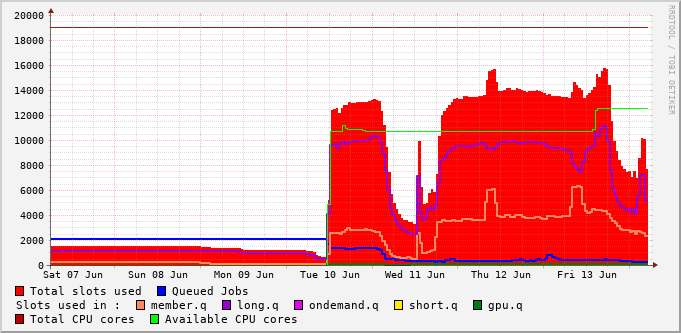 20000
18000
16000
14000
12000
10000
8000
6000
4000
2000
0
Sat 07 Jun Sun 08 Jun Mon 09 Jun Tue 10 Jun Wed 11 Jun Thu 12 Jun Fri 13 Jun
Total slots used Queued Jobs
Slots used in : member.q long.q ondemand.q short.q gpu.q
Total CPU cores Available CPU cores
RRDTOOL / TOBI OETIKER